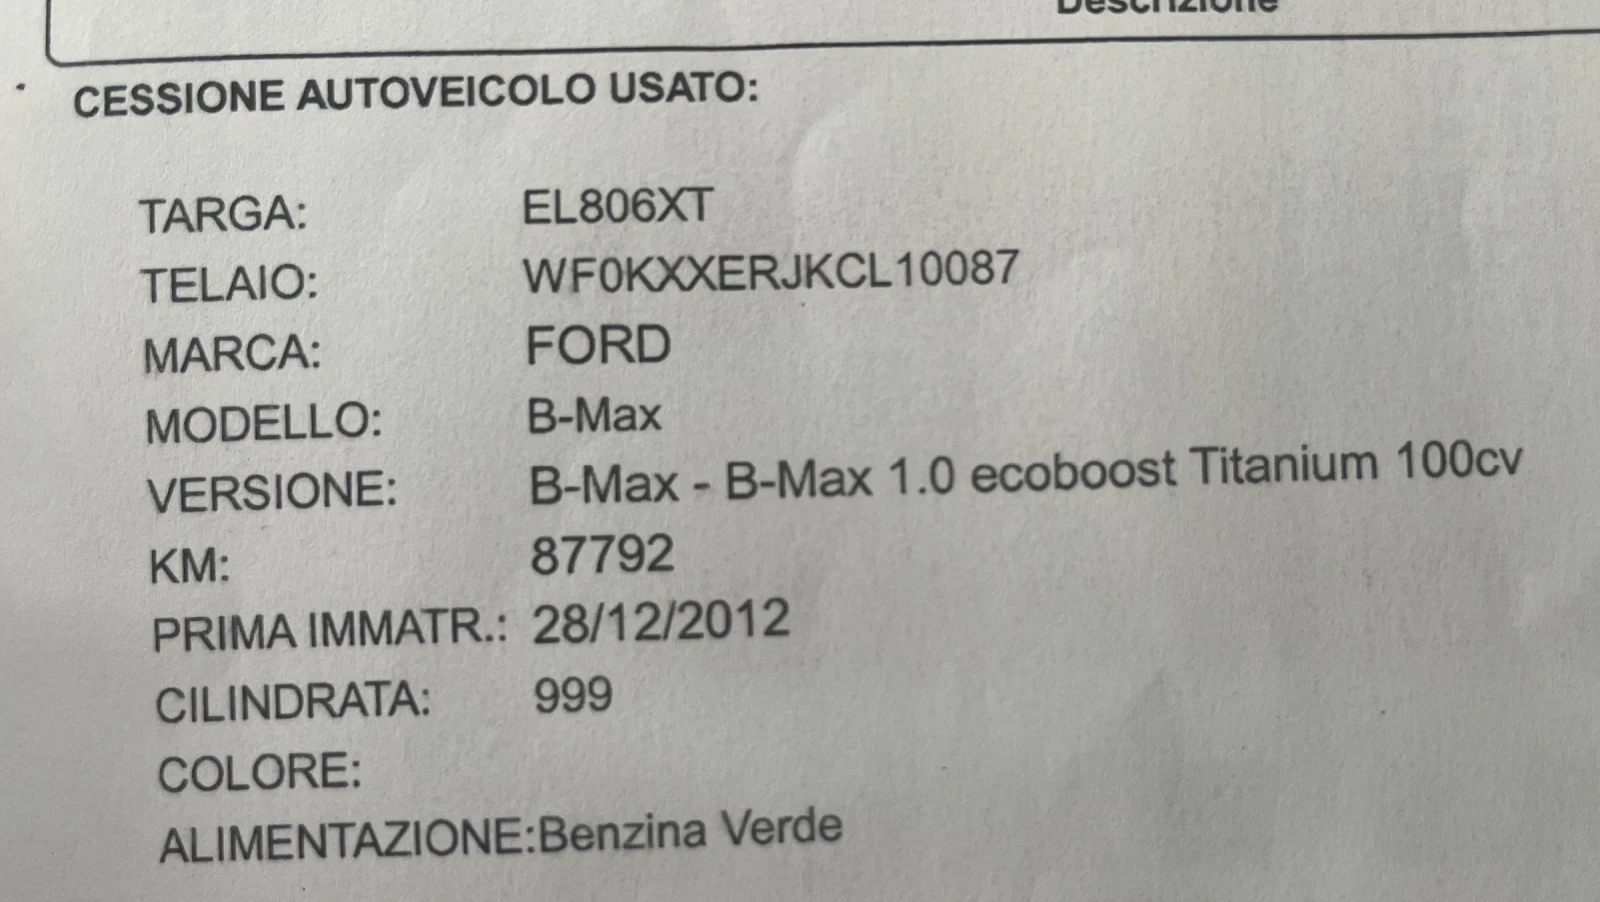 Descrizione
CESSIONE AUTOVEICOLO USATO:
TARGA: EL806XT
TELAIO: WF0KXXERJKCL10087
MARCA: FORD
MODELLO: B-Max
VERSIONE: B-Max - B-Max 1.0 ecoboost Titanium 100cv
KM: 87792
PRIMA IMMATR.: 28/12/2012
CILINDRATA: 999
COLORE:
ALIMENTAZIONE:Benzina Verde